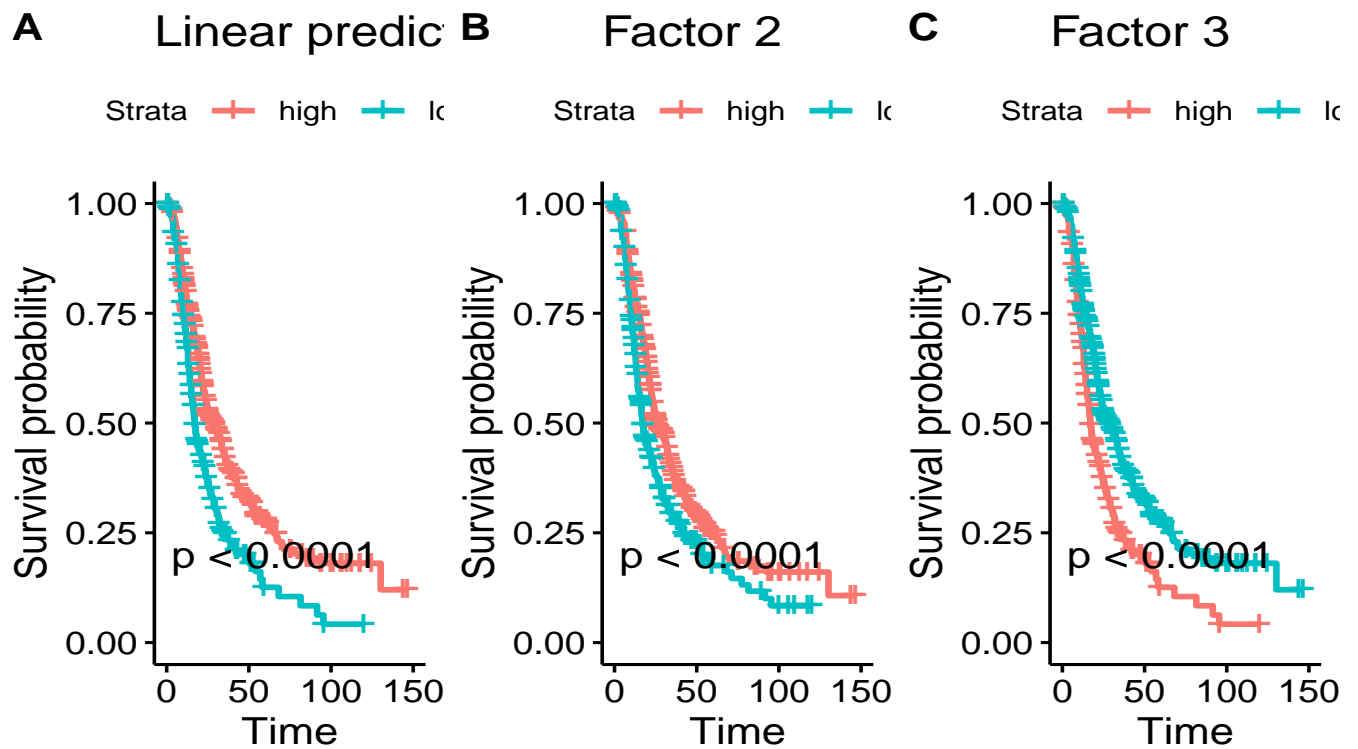 A Linear predic
Strata high lo
Survival probability
1.00
0.75
0.50
0.25
0.00
p < 0.0001
0 50 100 150
Time
B Factor 2
Strata high lo
Survival probability
1.00
0.75
0.50
0.25
0.00
p < 0.0001
0 50 100 150
Time
C Factor 3
Strata high lo
Survival probability
1.00
0.75
0.50
0.25
0.00
p < 0.0001
0 50 100 150
Time